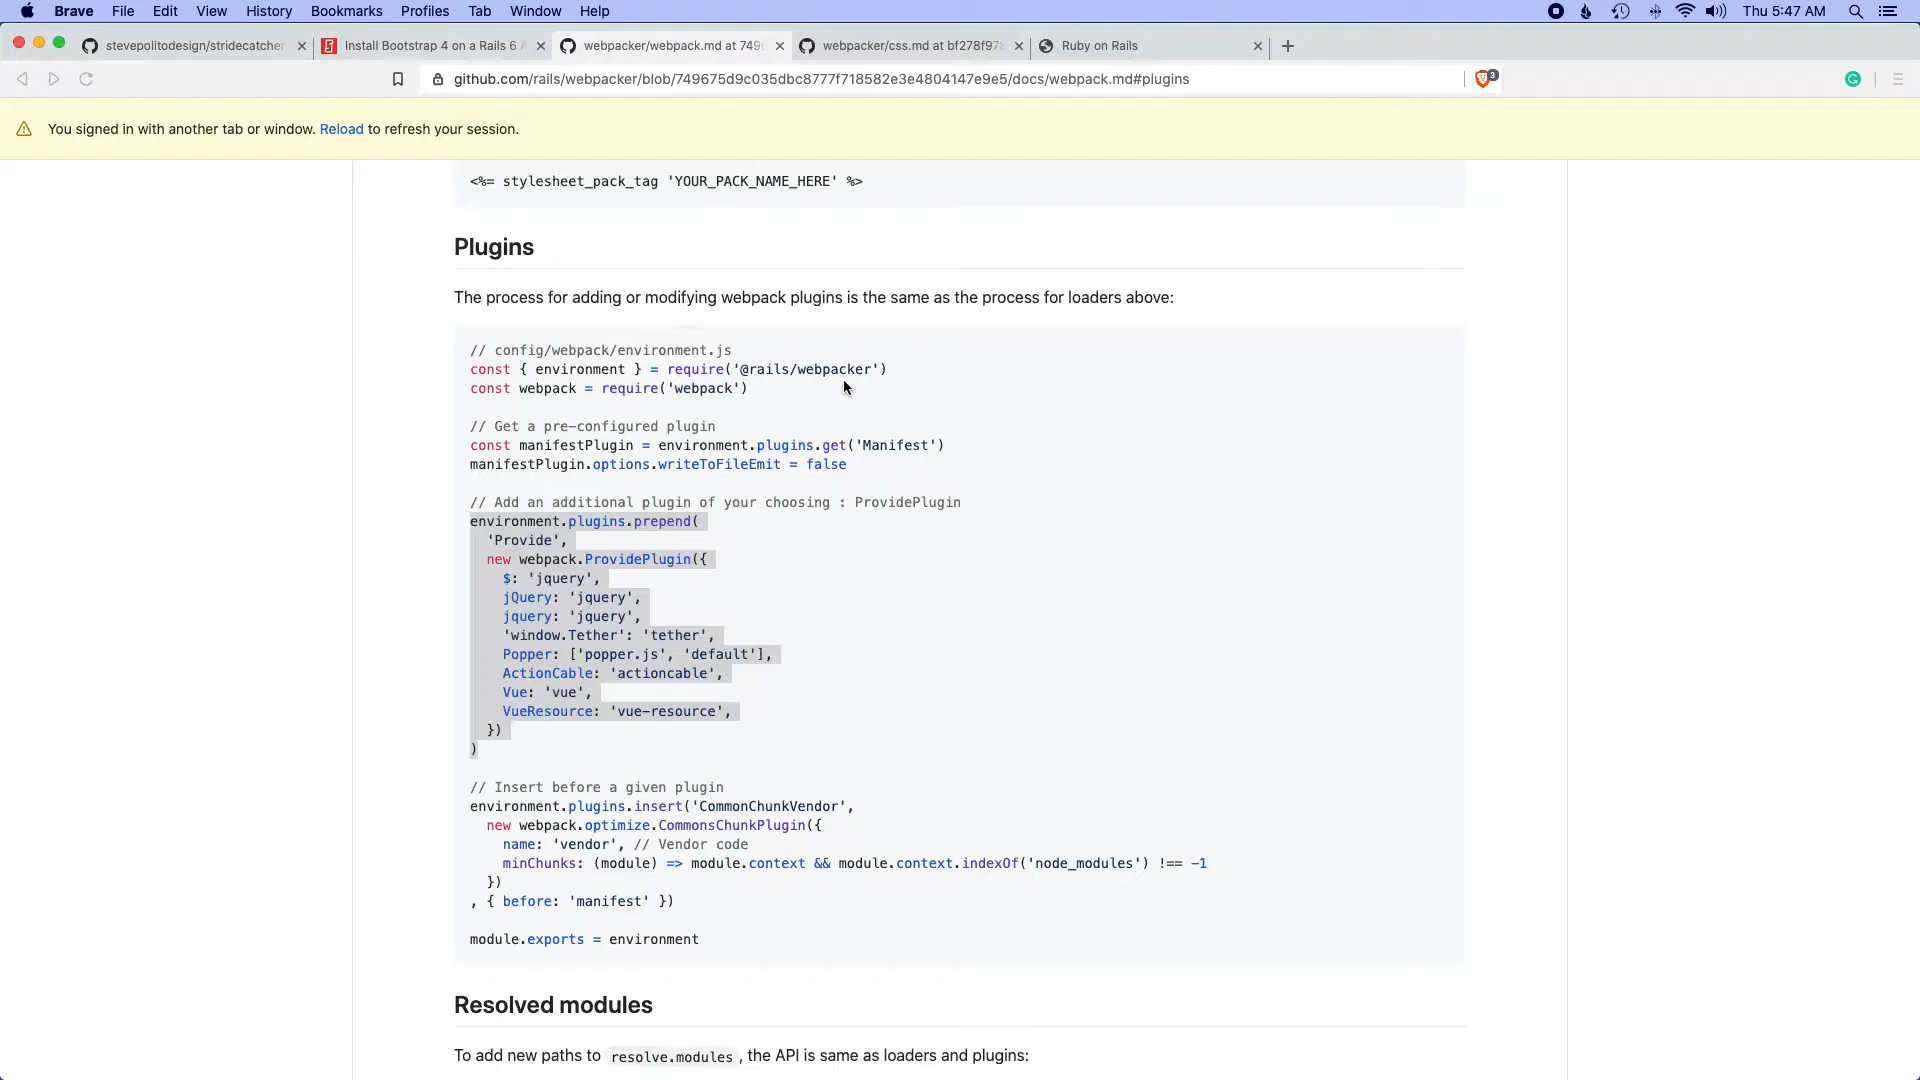 Brave File Edit View History Bookmarks Profiles Tab Window Help Thu 5:47 AM
stevepolitodesign/stridecatcher Install Bootstrap 4 on a Rails 6 A webpacker/webpack.md at 7496 webpacker/css.md at bf278f978 Ruby on Rails
github.com/rails/webpacker/blob/749675d9c035dbc8777f718582e3e4804147e9e5/docs/webpack.md#plugins 3
You signed in with another tab or window. Reload to refresh your session.
<%= stylesheet_pack_tag 'YOUR_PACK_NAME_HERE' %>
Plugins
The process for adding or modifying webpack plugins is the same as the process for loaders above:
// config/webpack/environment.js
const { environment } = require('@rails/webpacker')
const webpack = require('webpack')
// Get a pre-configured plugin
const manifestPlugin = environment.plugins.get('Manifest')
manifestPlugin.options.writeToFileEmit = false
// Add an additional plugin of your choosing : ProvidePlugin
environment.plugins.prepend(
'Provide',
new webpack.ProvidePlugin({
$: 'jquery',
jQuery: 'jquery',
jquery: 'jquery',
'window.Tether': 'tether',
Popper: ['popper.js', 'default'],
ActionCable: 'actioncable',
Vue: 'vue',
VueResource: 'vue-resource',
})
)
// Insert before a given plugin
environment.plugins.insert('CommonChunkVendor',
new webpack.optimize.CommonsChunkPlugin({
name: 'vendor', // Vendor code
minChunks: (module) => module.context && module.context.indexOf('node_modules') !== -1
})
, { before: 'manifest' })
module.exports = environment
Resolved modules
To add new paths to resolve.modules , the API is same as loaders and plugins: